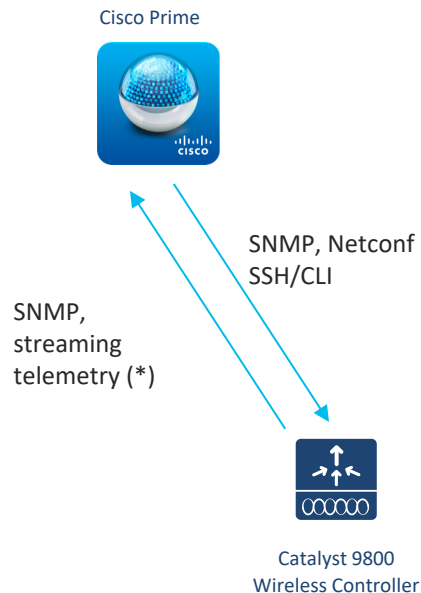 Cisco Prime
CISCO
SNMP, Netconf
SSH/CLI
SNMP,
streaming
telemetry (*)
Catalyst 9800
Wireless Controller